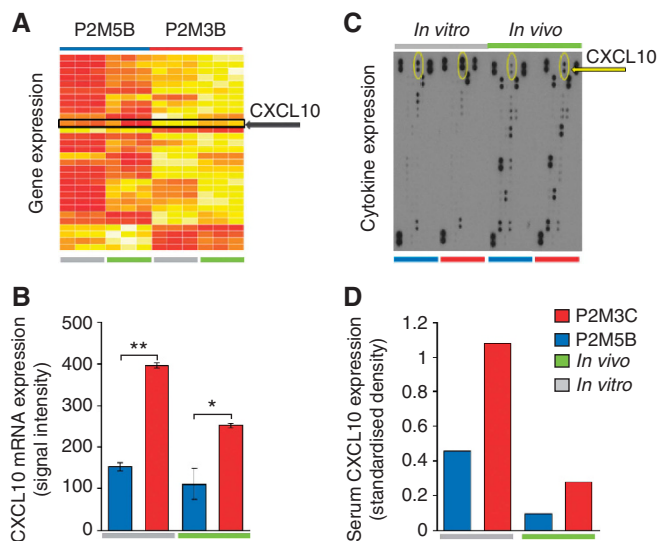 A
P2M5B P2M3B
Gene expression
CXCL10
C
In vitro In vivo
CXCL10
Cytokine expression
B
500
400
300
200
100
0
CXCL10 mRNA expression
(signal intensity)
**
*
D
1.2
1
0.8
0.6
0.4
0.2
0
Serum CXCL10 expression
(standardised density)
P2M3C
P2M5B
In vivo
In vitro